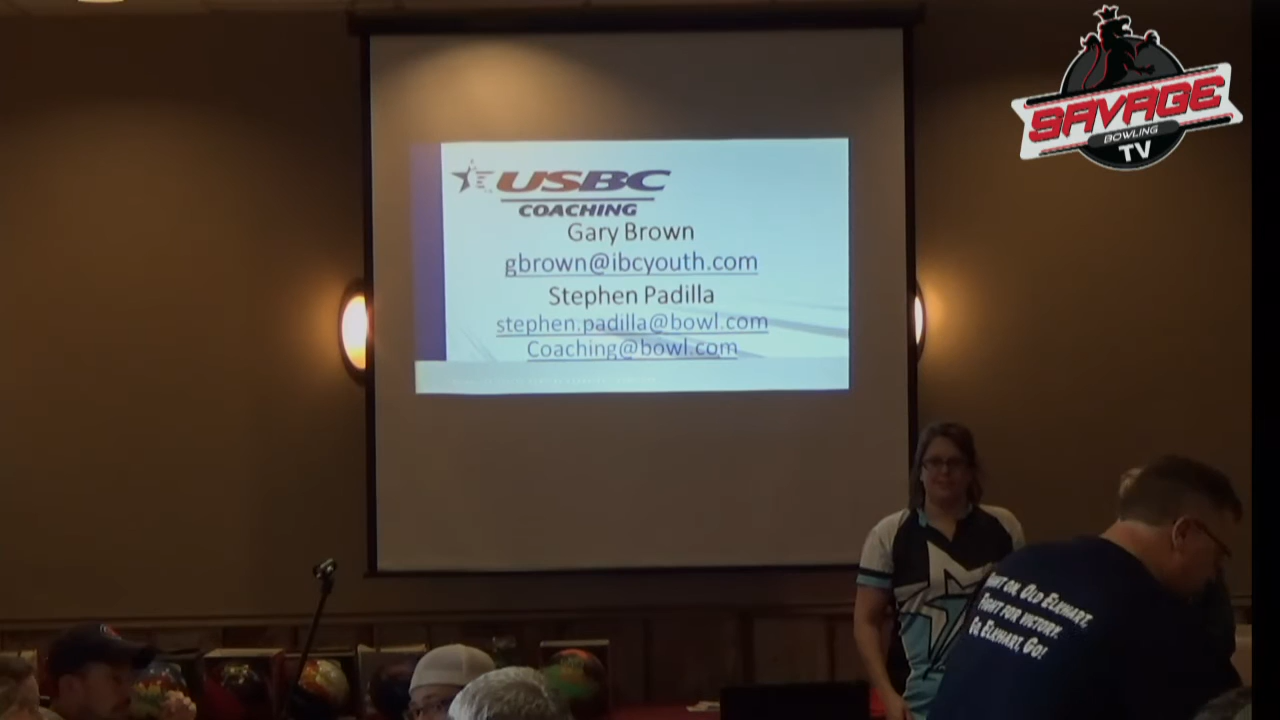 USBC
COACHING
Gary Brown
gbrown@ibcyouth.com
Stephen Padilla
stephen.padilla@bowl.com
Coaching@bowl.com
SAVAGE
BOWLING
TV
ON, OLD ELKHART,
FIGHT FOR VICTORY.
GO, ELKHART, GO!